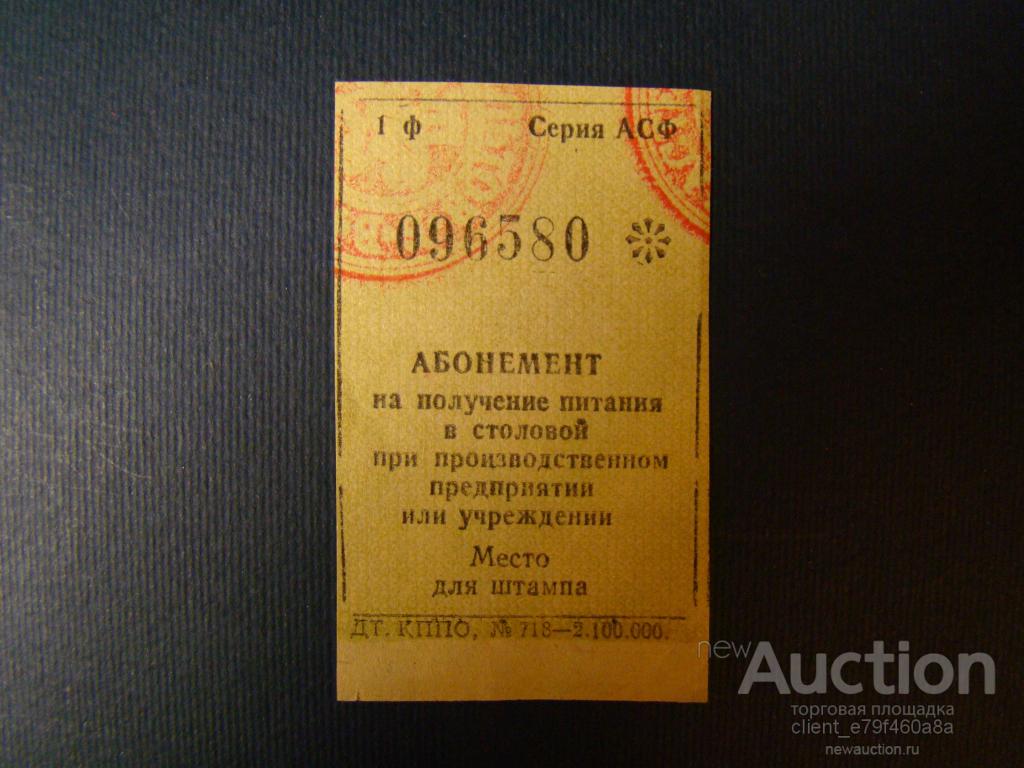 1 ф Серия АСФ
096580
АБОНЕМЕНТ
на получение питания
в столовой
при производственном
предприятии
или учреждении
Место
для штампа
ДТ. КППО, № 718—2.100.000.
newAuction
торговая площадка
client_e79f460a8a
newauction.ru